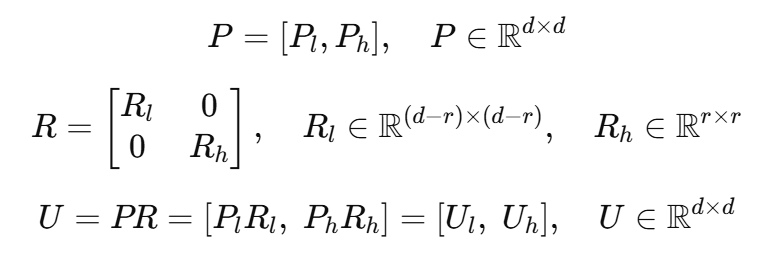 P = [P_l, P_h], P ∈ ℝ^{d×d}
R = [R_l 0; 0 R_h], R_l ∈ ℝ^{(d−r)×(d−r)}, R_h ∈ ℝ^{r×r}
U = PR = [P_l R_l, P_h R_h] = [U_l, U_h], U ∈ ℝ^{d×d}